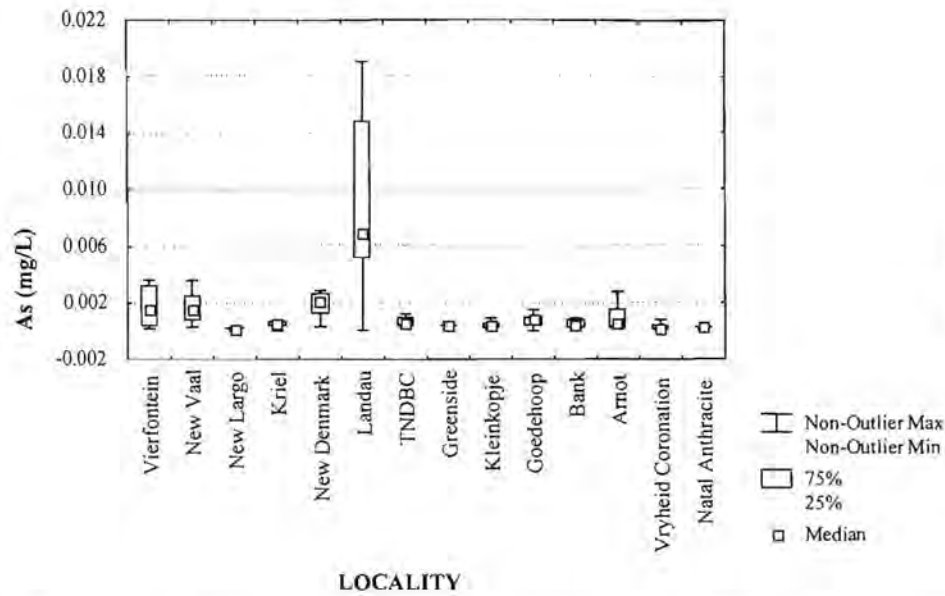 0.022
0.018
0.014
0.010
0.006
0.002
-0.002
As (mg/L)
Vierfontein
New Vaal
New Largo
Kriel
New Denmark
Landau
TNDBC
Greenside
Kleinkopje
Goedehoop
Bank
Arnot
Vryheid Coronation
Natal Anthracite
LOCALITY
Non-Outlier Max
Non-Outlier Min
75%
25%
Median